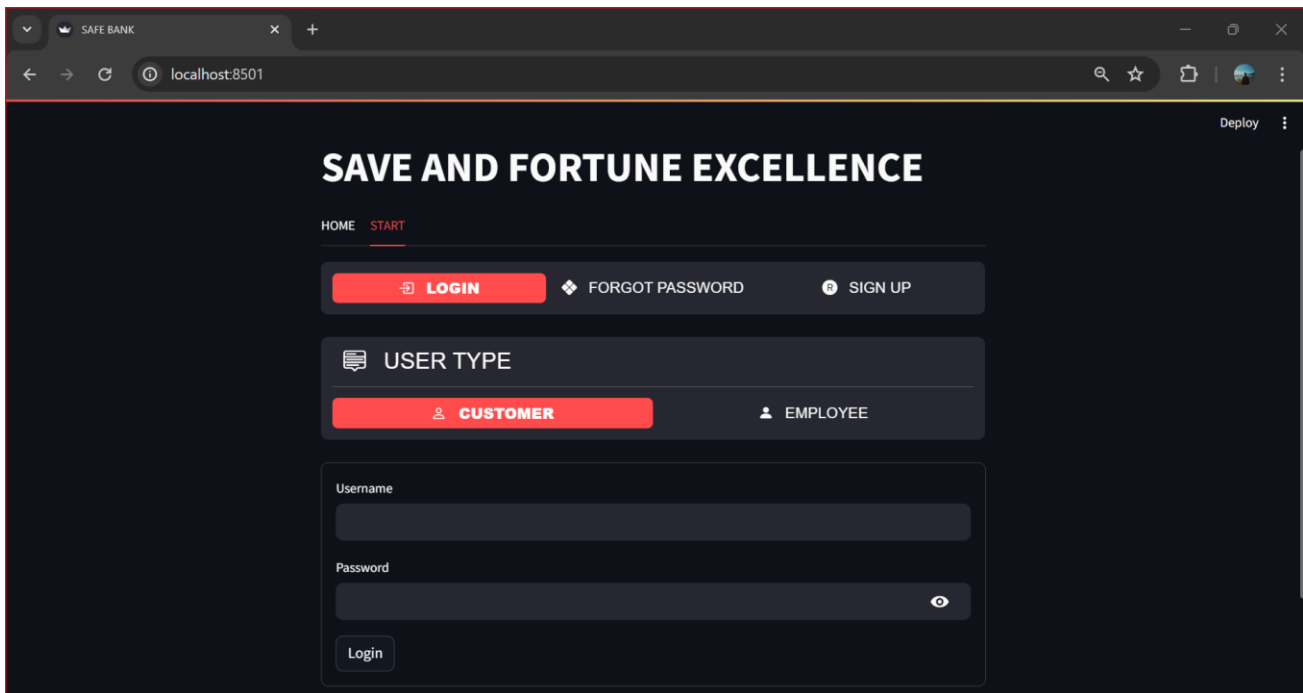 SAFE BANK
localhost:8501
Deploy
SAVE AND FORTUNE EXCELLENCE
HOME START
LOGIN FORGOT PASSWORD R SIGN UP
USER TYPE
CUSTOMER EMPLOYEE
Username
Password
Login